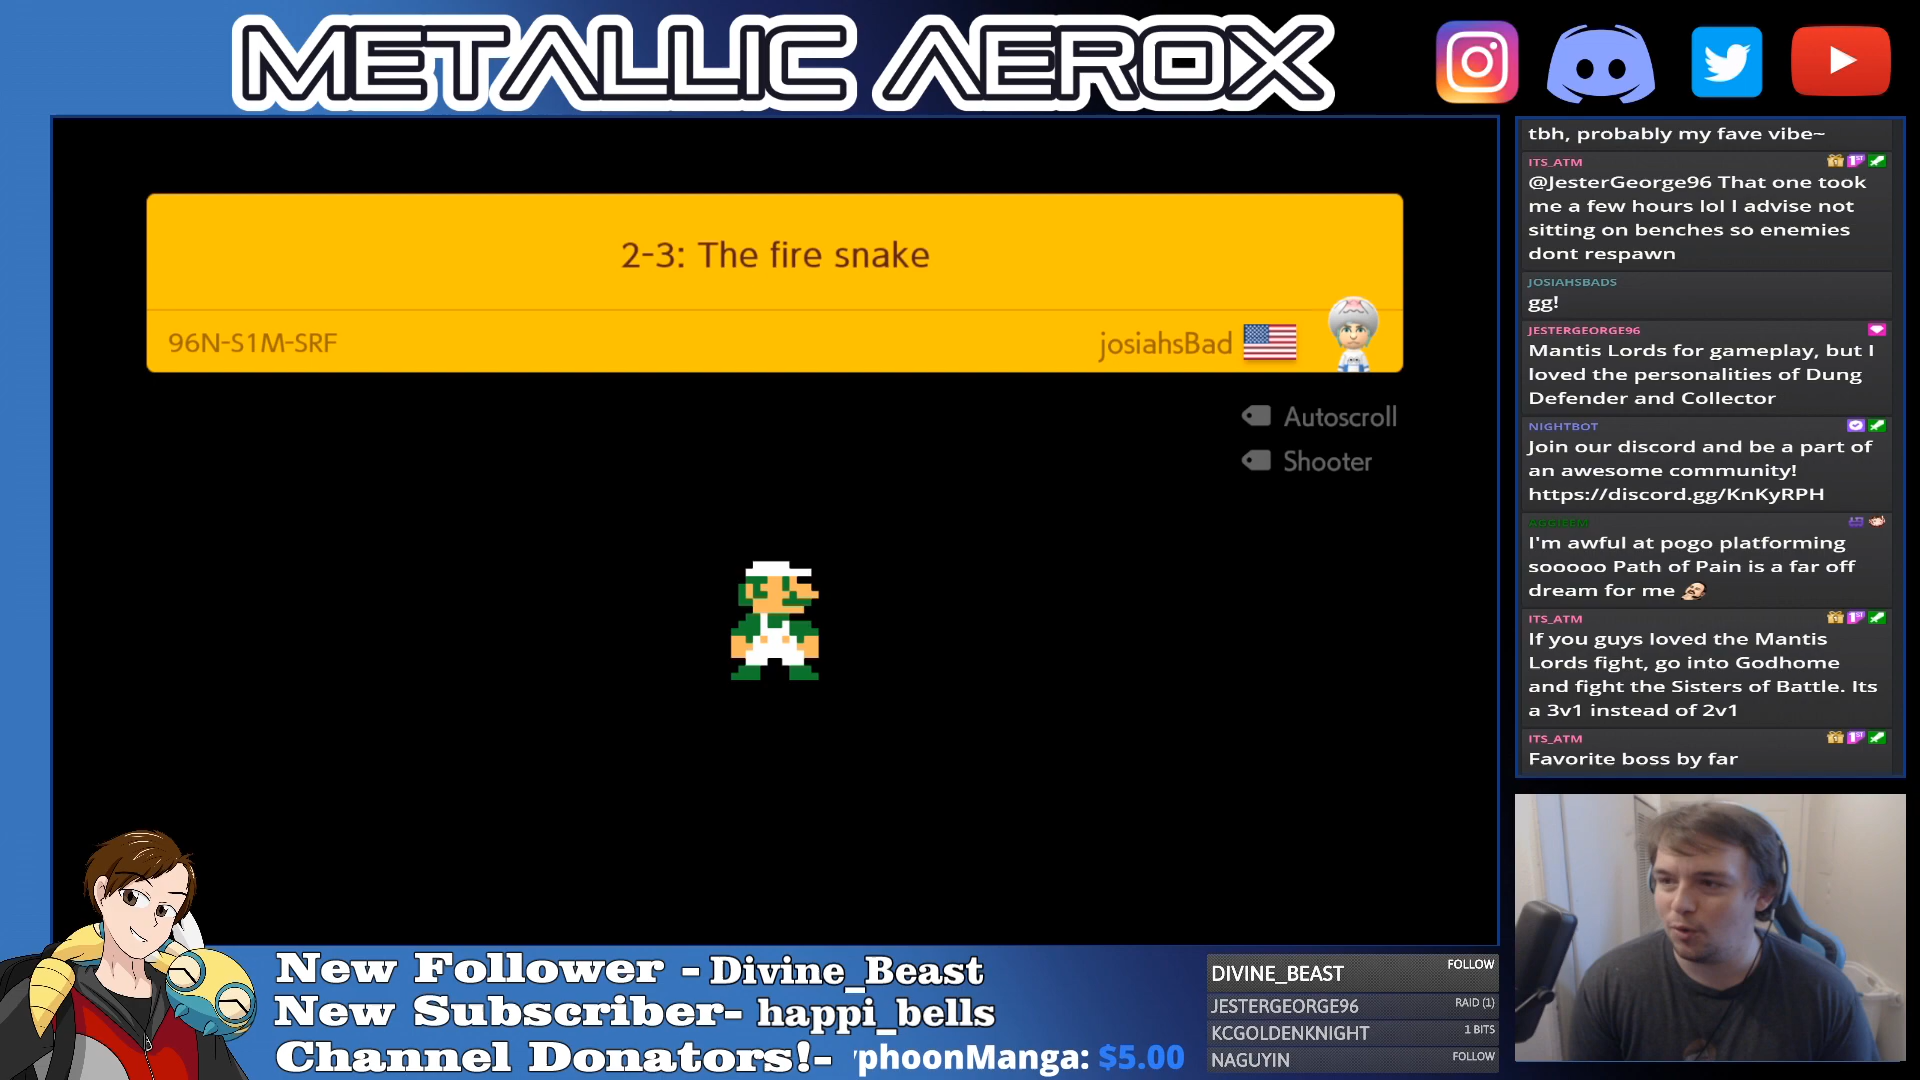 METALLIC AEROX
2-3: The fire snake
96N-S1M-SRF
josiahsBad
Autoscroll
Shooter
tbh, probably my fave vibe~
ITS_ATM
@JesterGeorge96 That one took
me a few hours lol I advise not
sitting on benches so enemies
dont respawn
JOSIAHSBADS
gg!
JESTERGEORGE96
Mantis Lords for gameplay, but I
loved the personalities of Dung
Defender and Collector
NIGHTBOT
Join our discord and be a part of
an awesome community!
https://discord.gg/KnKyRPH
I'm awful at pogo platforming
sooooo Path of Pain is a far off
dream for me
ITS_ATM
If you guys loved the Mantis
Lords fight, go into Godhome
and fight the Sisters of Battle. Its
a 3v1 instead of 2v1
ITS_ATM
Favorite boss by far
New Follower - Divine_Beast
New Subscriber- happi_bells
Channel Donators!- yphoonManga: $5.00
DIVINE_BEAST FOLLOW
JESTERGEORGE96 RAID (1)
KCGOLDENKNIGHT 1 BITS
NAGUYIN FOLLOW